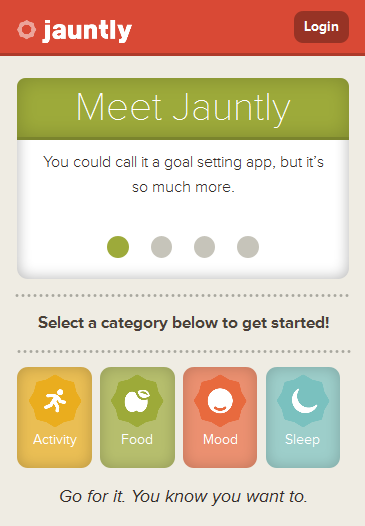 jauntly
Login
Meet Jauntly
You could call it a goal setting app, but it's
so much more.
Select a category below to get started!
Activity
Food
Mood
Sleep
Go for it. You know you want to.